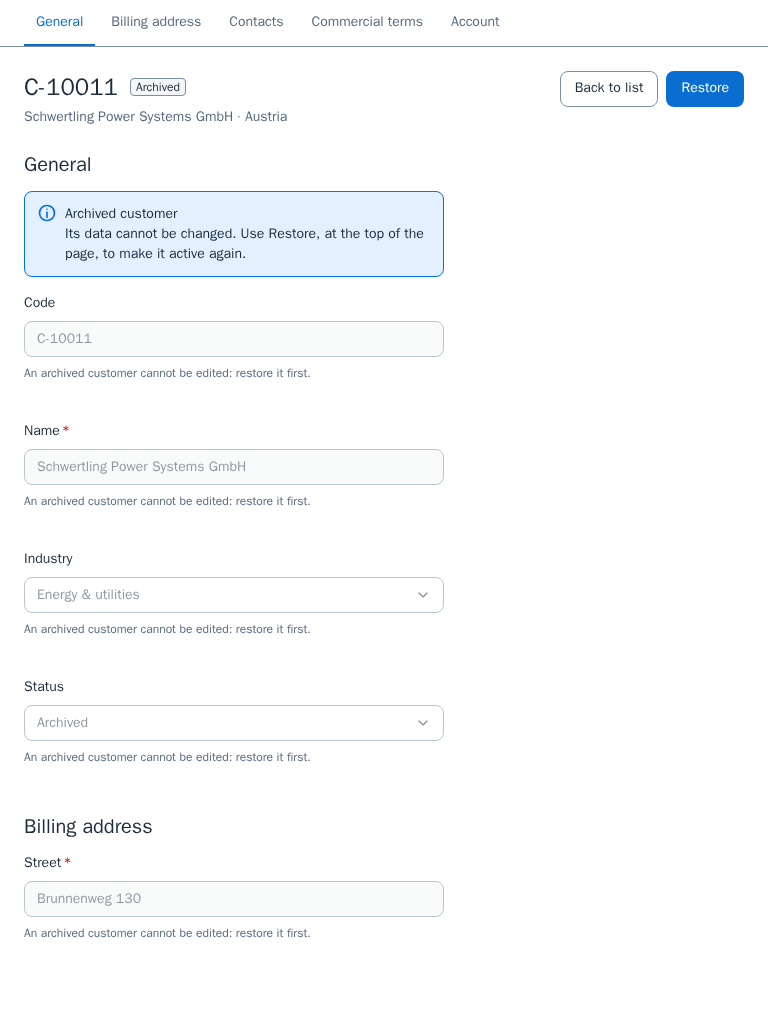 General
Billing address
Contacts
Commercial terms
Account
C-10011
Archived
Back to list
Restore
Schwertling Power Systems GmbH · Austria
General
Archived customer
Its data cannot be changed. Use Restore, at the top of the
page, to make it active again.
Code
C-10011
An archived customer cannot be edited: restore it first.
Name *
Schwertling Power Systems GmbH
An archived customer cannot be edited: restore it first.
Industry
Energy & utilities
An archived customer cannot be edited: restore it first.
Status
Archived
An archived customer cannot be edited: restore it first.
Billing address
Street *
Brunnenweg 130
An archived customer cannot be edited: restore it first.